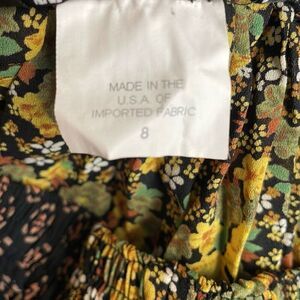 MADE IN THE
U.S.A. OF
IMPORTED FABRIC
8